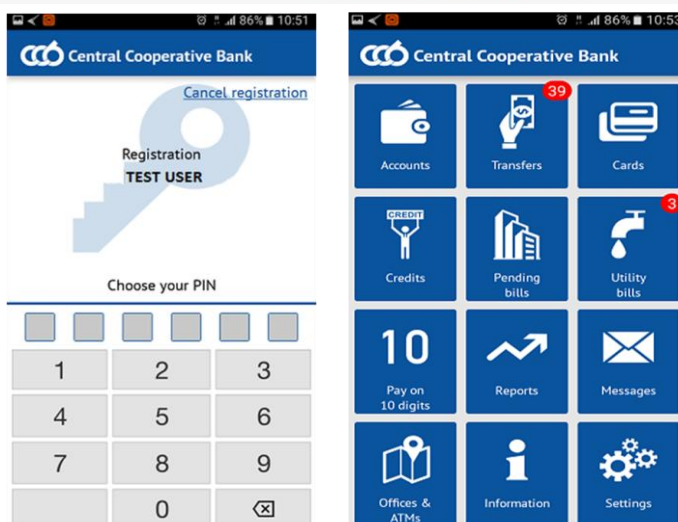 86% 10:51
Central Cooperative Bank
Cancel registration
Registration
TEST USER
Choose your PIN
1 2 3
4 5 6
7 8 9
0
86% 10:53
Central Cooperative Bank
39
Accounts Transfers Cards
3
CREDIT
Credits Pending bills Utility bills
10
Pay on
10 digits
Reports Messages
Offices &
ATMs
Information Settings